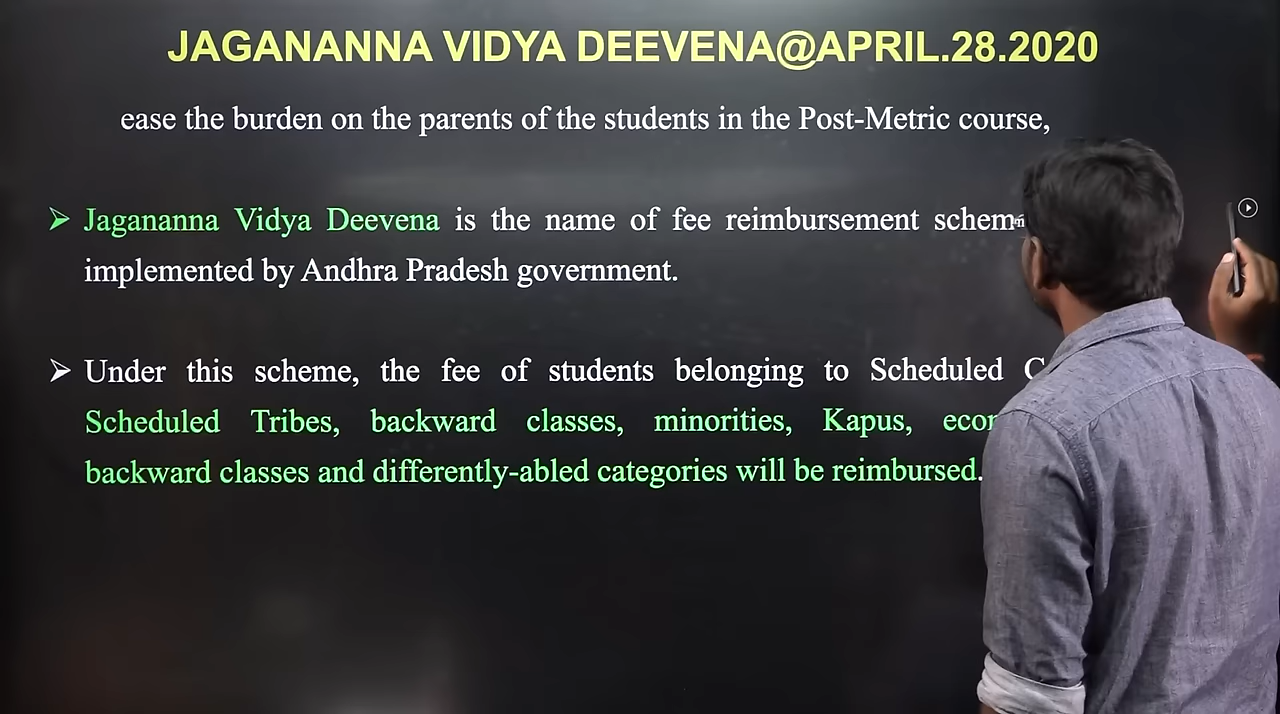 JAGANANNA VIDYA DEEVENA@APRIL.28.2020
ease the burden on the parents of the students in the Post-Metric course,
➢ Jagananna Vidya Deevena is the name of fee reimbursement schem
implemented by Andhra Pradesh government.
➢ Under this scheme, the fee of students belonging to Scheduled
Scheduled Tribes, backward classes, minorities, Kapus,
backward classes and differently-abled categories will be reimbursed.